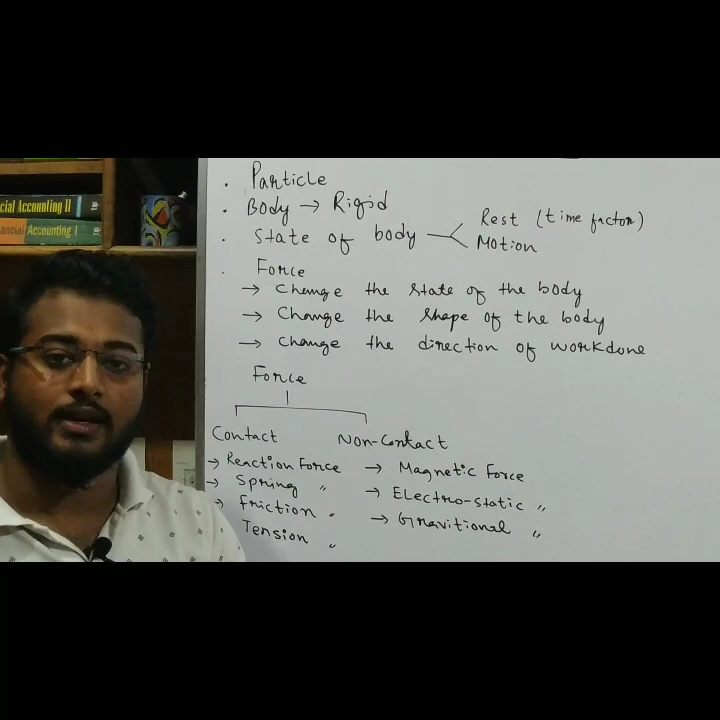 cial Accounting II
ancial Accounting I
. Particle
. Body → Rigid
. State of body
Rest (time factor)
Motion
. Force
→ Change the state of the body
→ Change the shape of the body
→ Change the direction of workdone
Force
Contact
→ Reaction Force
→ Spring "
→ friction "
Tension "
Non-Contact
→ Magnetic Force
→ Electro-static "
→ Gravitional "